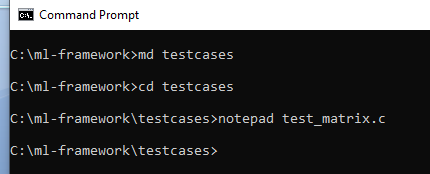 Command Prompt
C:\ml-framework>md testcases
C:\ml-framework>cd testcases
C:\ml-framework\testcases>notepad test_matrix.c
C:\ml-framework\testcases>